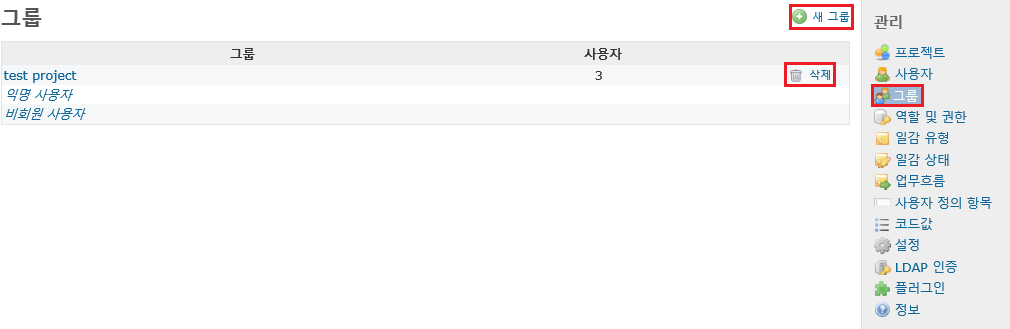 그룹
새 그룹
그룹 사용자
test project 3 삭제
익명 사용자
비회원 사용자
관리
프로젝트
사용자
그룹
역할 및 권한
일감 유형
일감 상태
업무흐름
사용자 정의 항목
코드값
설정
LDAP 인증
플러그인
정보